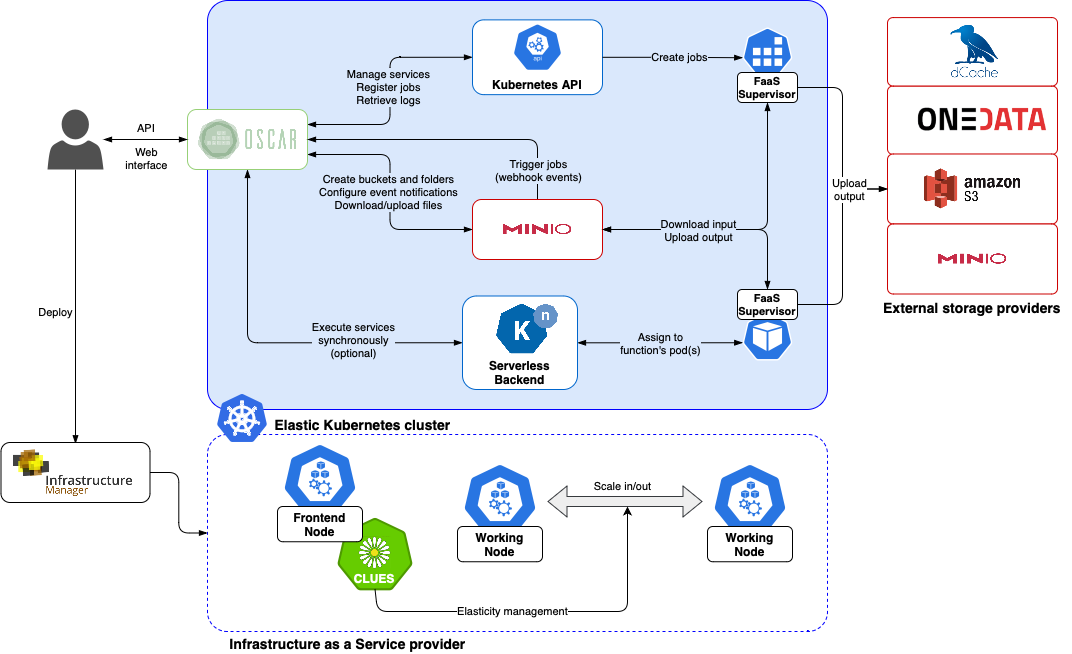 api
Kubernetes API
Create jobs
FaaS
Supervisor
dCache
ONEDATA
amazon
S3
MINIO
External storage providers
Manage services
Register jobs
Retrieve logs
API
Web
interface
OSCAR
Trigger jobs
(webhook events)
Create buckets and folders
Configure event notifications
Download/upload files
MINIO
Download input
Upload output
Upload
output
FaaS
Supervisor
Deploy
Execute services
synchronously
(optional)
K
n
Serverless
Backend
Assign to
function's pod(s)
Elastic Kubernetes cluster
Infrastructure
Manager
Frontend
Node
CLUES
Working
Node
Scale in/out
Working
Node
Elasticity management
Infrastructure as a Service provider